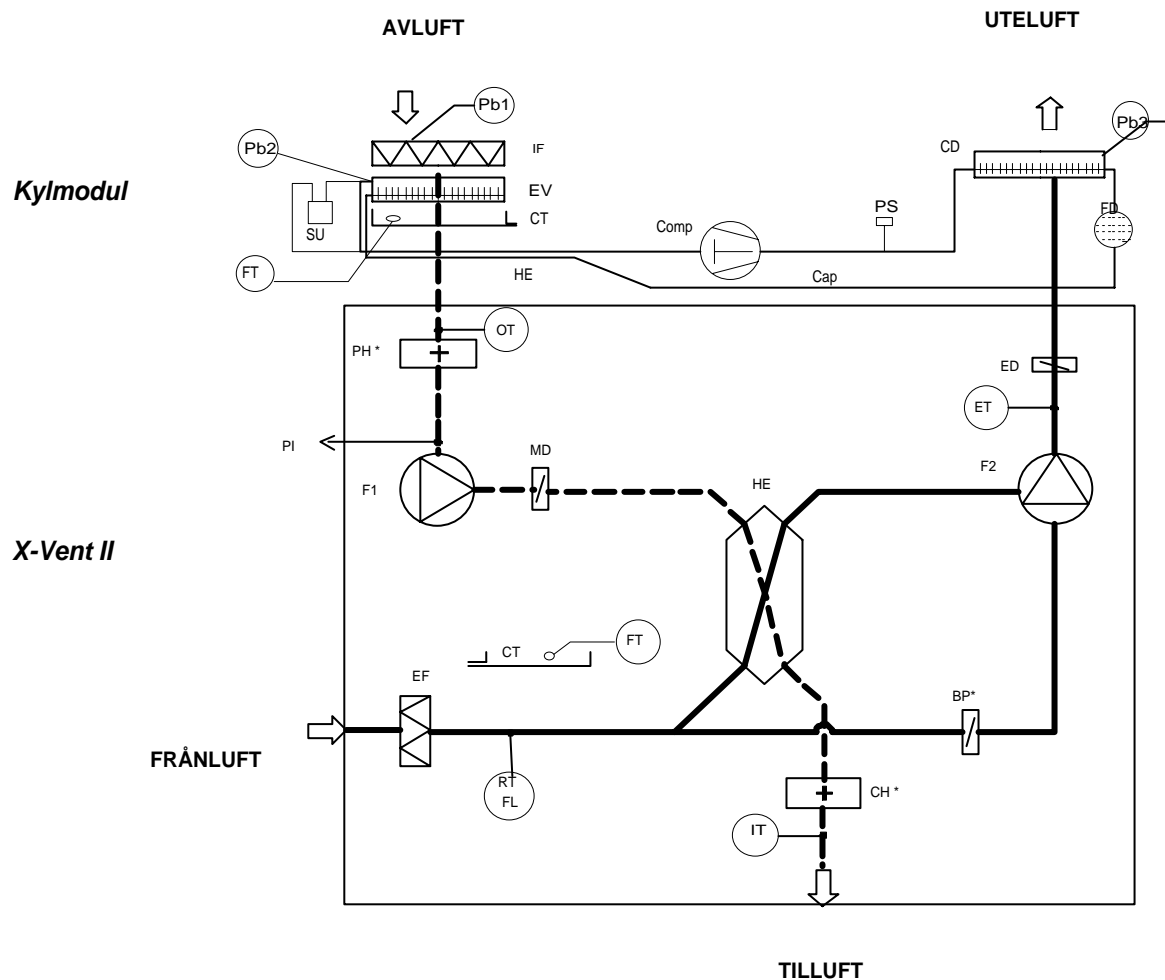 AVLUFT
UTELUFT
Pb1
Pb3
Pb2
IF
CD
Kylmodul
EV
PS
FD
CT
Comp
SU
FT
HE
Cap
OT
PH *
ED
ET
PI
MD
F2
F1
HE
X-Vent II
FT
CT
EF
BP*
FRÅNLUFT
RT
FL
CH *
IT
TILLUFT